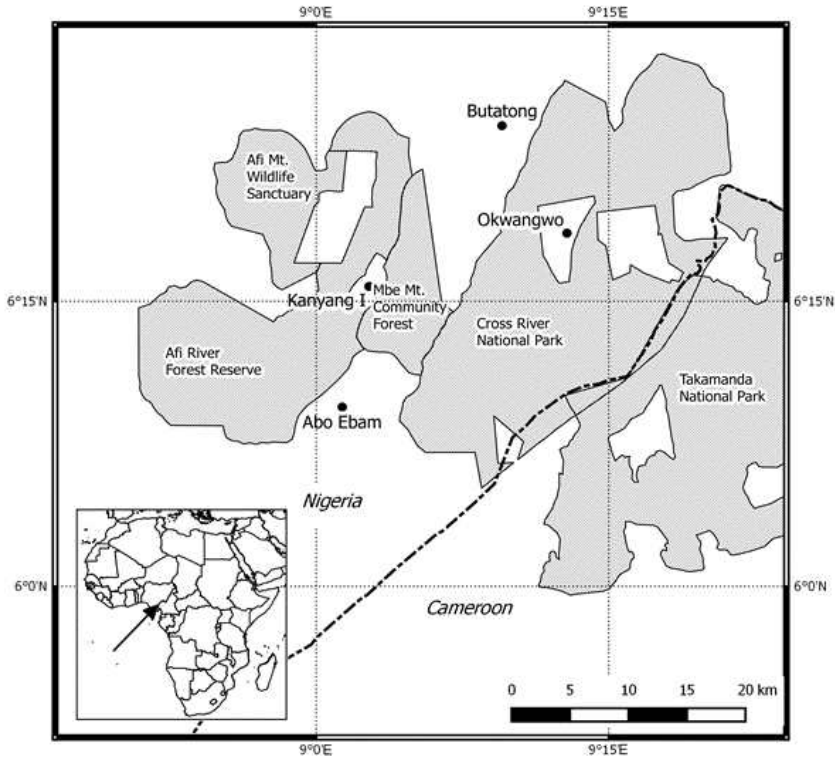 9°0'E
9°15'E
Butatong
Afi Mt.
Wildlife
Sanctuary
Okwangwo
6°15'N
Kanyang I
Mbe Mt.
Community
Forest
6°15'N
Cross River
National Park
Afi River
Forest Reserve
Takamanda
National Park
Abo Ebam
Nigeria
6°0'N
6°0'N
Cameroon
0
5
10
15
20 km
9°0'E
9°15'E